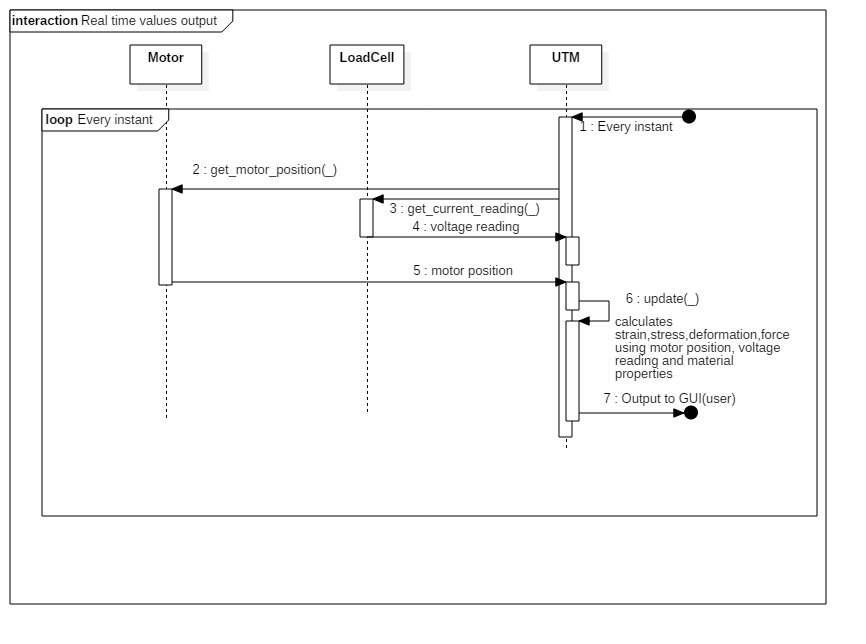 interaction Real time values output
Motor
LoadCell
UTM
loop Every instant
1 : Every instant
2 : get_motor_position(_)
3 : get_current_reading(_)
4 : voltage reading
5 : motor position
6 : update(_)
calculates
strain,stress,deformation,force
using motor position, voltage
reading and material
properties
7 : Output to GUI(user)